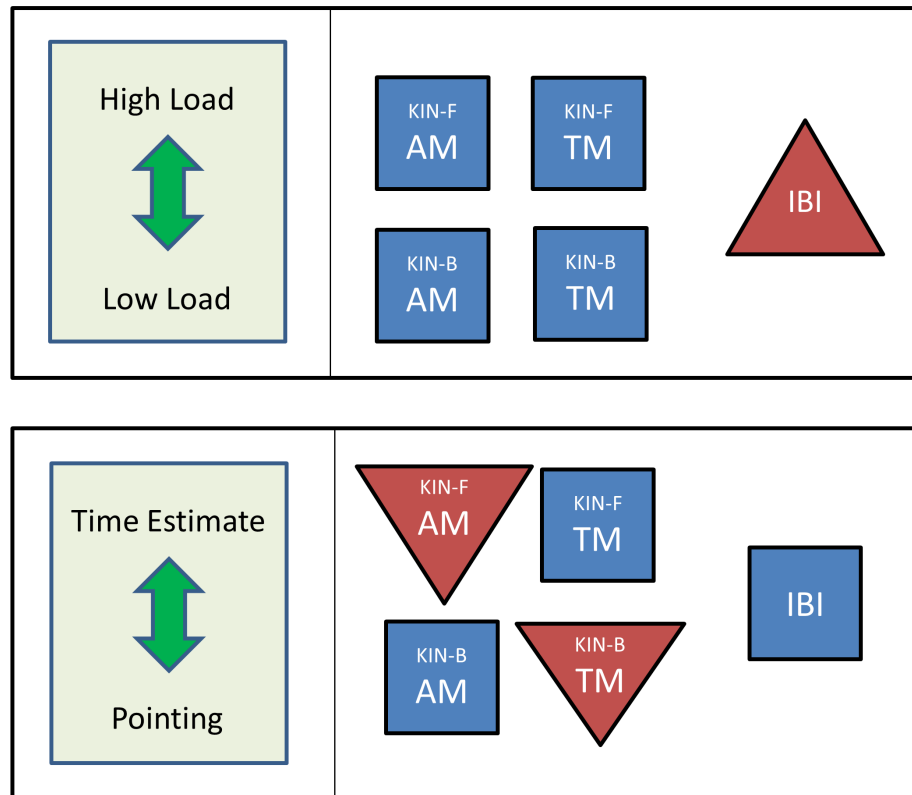 High Load
Low Load
KIN-F
AM
KIN-F
TM
KIN-B
AM
KIN-B
TM
IBI
Time Estimate
Pointing
KIN-F
AM
KIN-F
TM
KIN-B
AM
KIN-B
TM
IBI